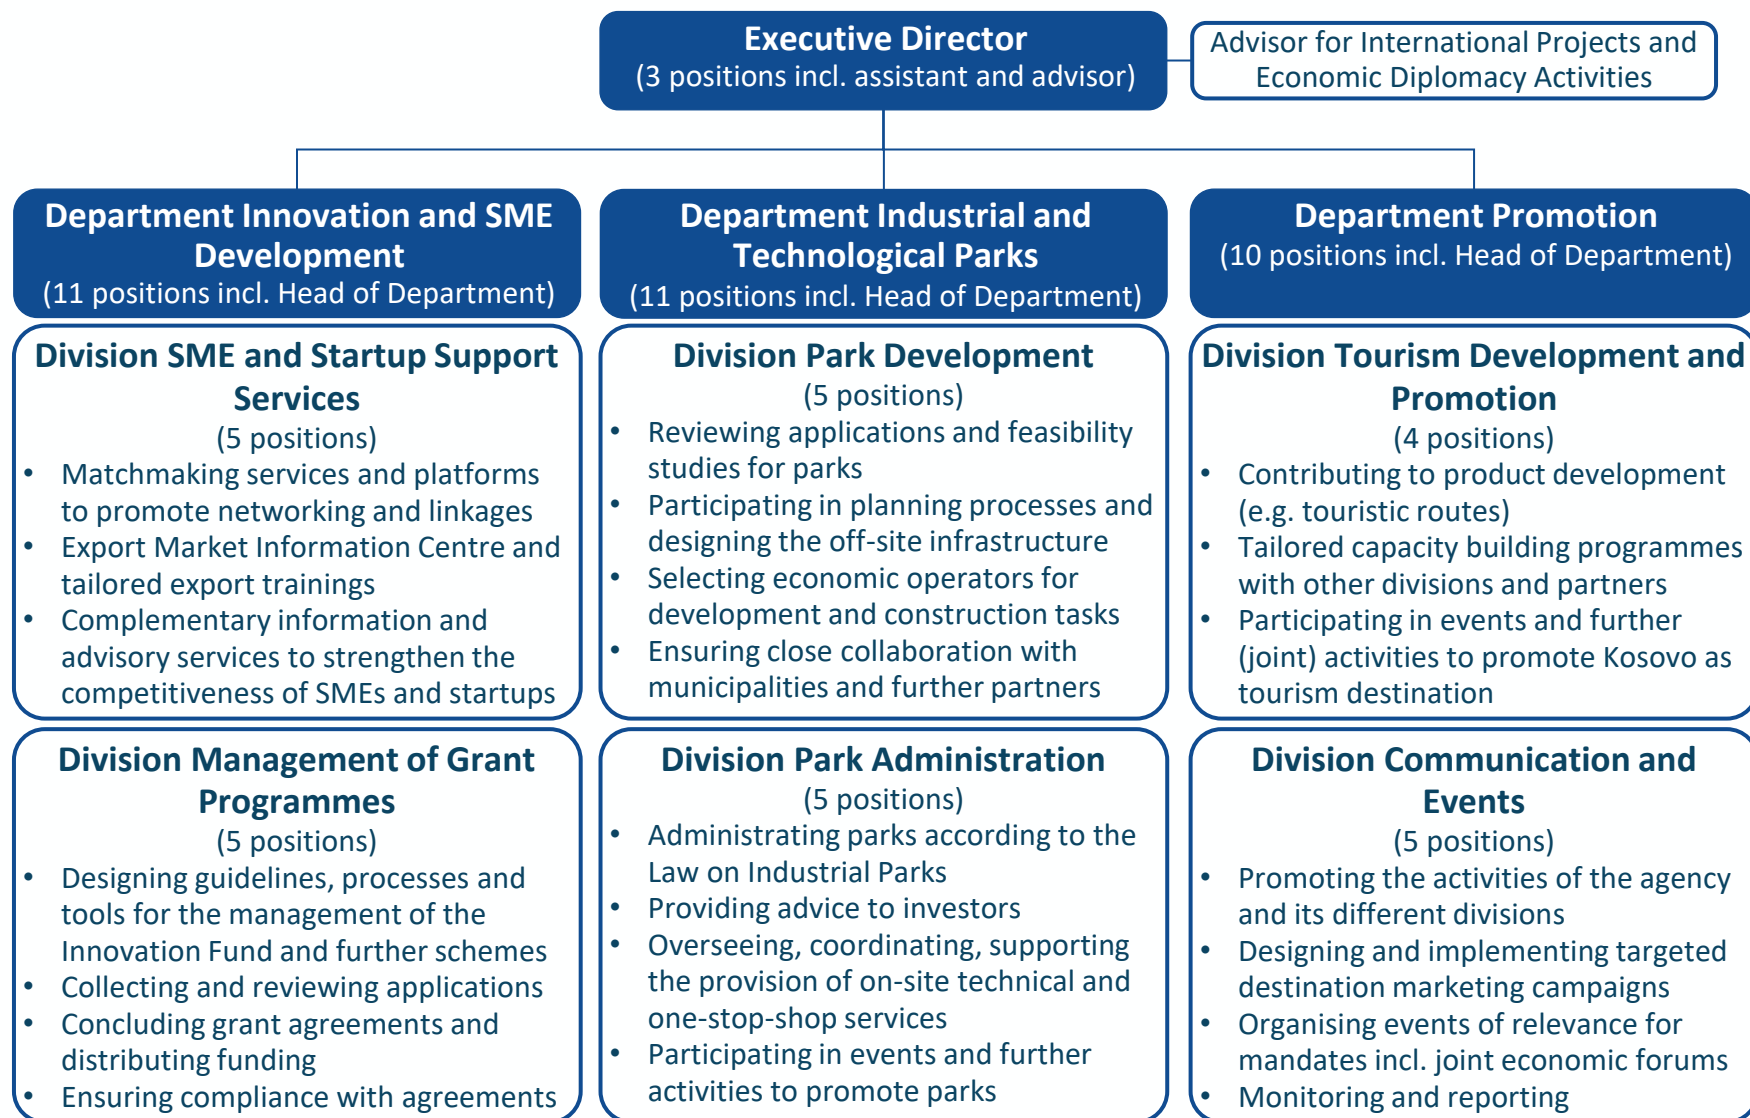 Executive Director
(3 positions incl. assistant and advisor)
Advisor for International Projects and
Economic Diplomacy Activities
Department Innovation and SME
Development
(11 positions incl. Head of Department)
Department Industrial and
Technological Parks
(11 positions incl. Head of Department)
Department Promotion
(10 positions incl. Head of Department)
Division SME and Startup Support
Services
(5 positions)
• Matchmaking services and platforms
to promote networking and linkages
• Export Market Information Centre and
tailored export trainings
• Complementary information and
advisory services to strengthen the
competitiveness of SMEs and startups
Division Park Development
(5 positions)
• Reviewing applications and feasibility
studies for parks
• Participating in planning processes and
designing the off-site infrastructure
• Selecting economic operators for
development and construction tasks
• Ensuring close collaboration with
municipalities and further partners
Division Tourism Development and
Promotion
(4 positions)
• Contributing to product development
(e.g. touristic routes)
• Tailored capacity building programmes
with other divisions and partners
• Participating in events and further
(joint) activities to promote Kosovo as
tourism destination
Division Management of Grant
Programmes
(5 positions)
• Designing guidelines, processes and
tools for the management of the
Innovation Fund and further schemes
• Collecting and reviewing applications
• Concluding grant agreements and
distributing funding
• Ensuring compliance with agreements
Division Park Administration
(5 positions)
• Administrating parks according to the
Law on Industrial Parks
• Providing advice to investors
• Overseeing, coordinating, supporting
the provision of on-site technical and
one-stop-shop services
• Participating in events and further
activities to promote parks
Division Communication and
Events
(5 positions)
• Promoting the activities of the agency
and its different divisions
• Designing and implementing targeted
destination marketing campaigns
• Organising events of relevance for
mandates incl. joint economic forums
• Monitoring and reporting